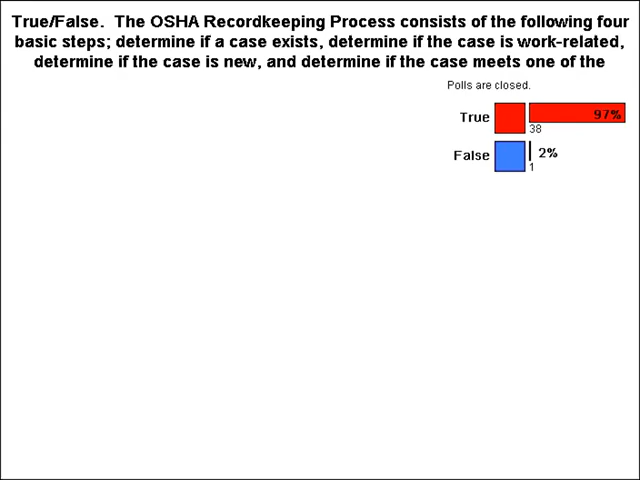 True/False.  The OSHA Recordkeeping Process consists of the following four
basic steps; determine if a case exists, determine if the case is work-related,
determine if the case is new, and determine if the case meets one of the
Polls are closed.
True 97%
38
False 2%
1